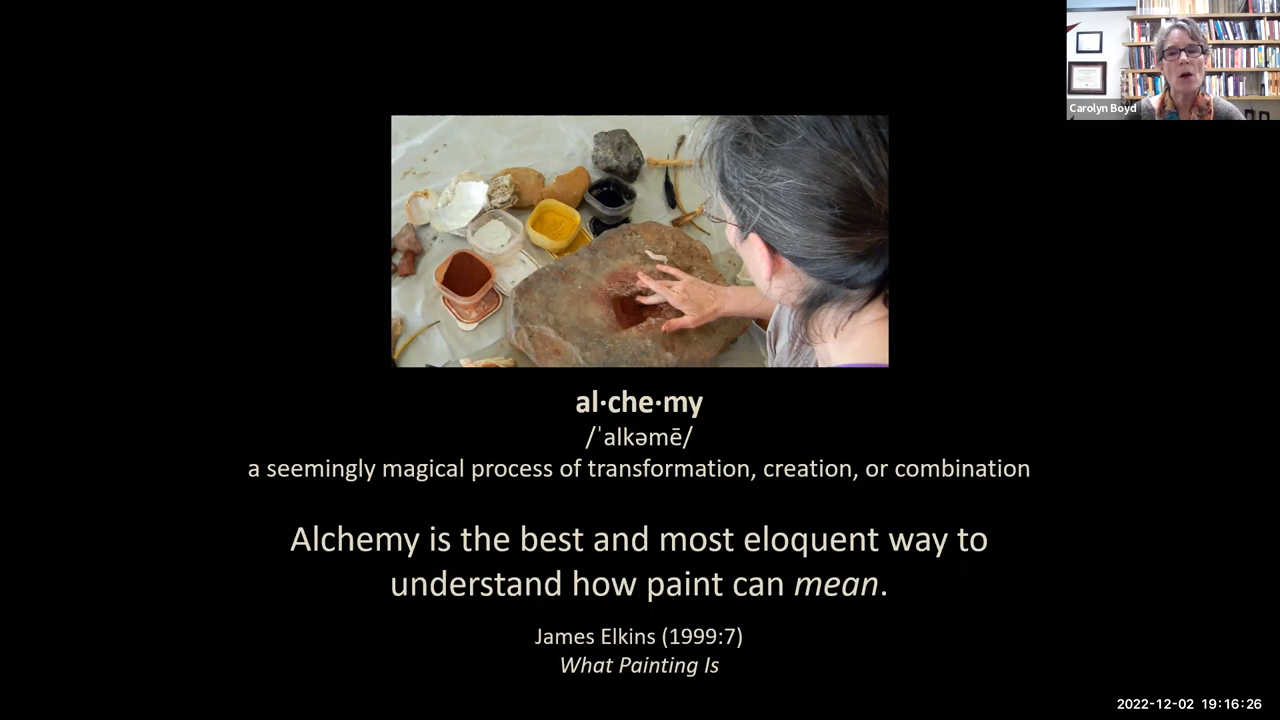 Carolyn Boyd
al·che·my
/ˈalkəmē/
a seemingly magical process of transformation, creation, or combination
Alchemy is the best and most eloquent way to
understand how paint can mean.
James Elkins (1999:7)
What Painting Is
2022-12-02 19:16:26